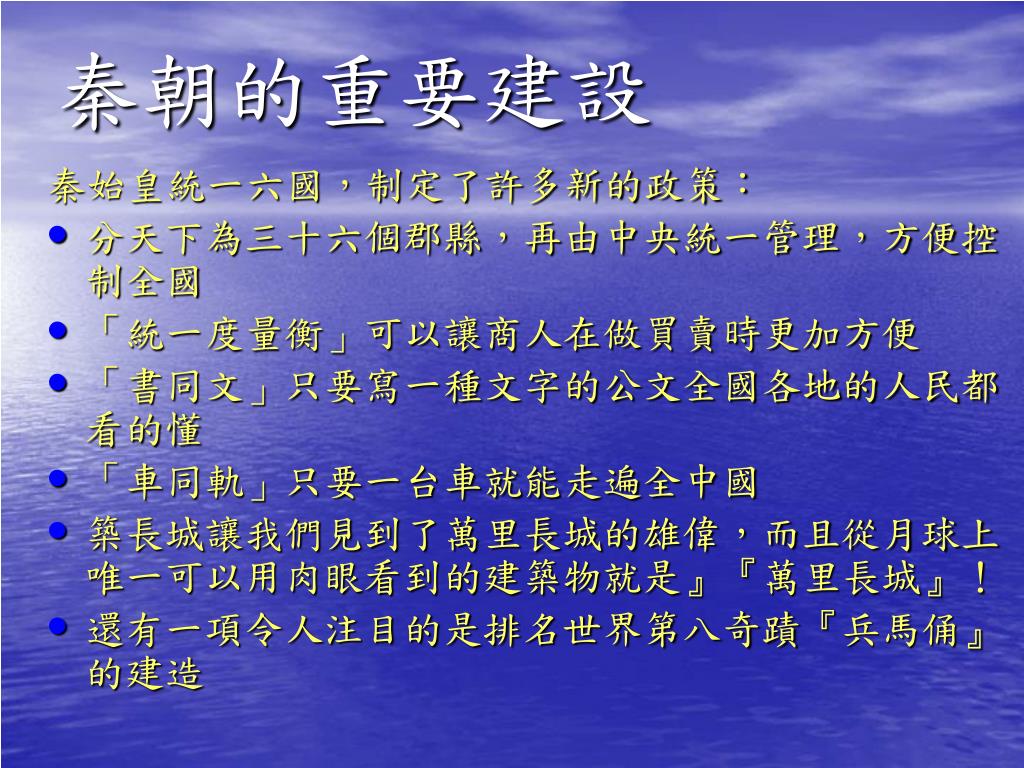 秦朝的重要建設
秦始皇統一六國，制定了許多新的政策：
• 分天下為三十六個郡縣，再由中央統一管理，方便控
制全國
• 「統一度量衡」可以讓商人在做買賣時更加方便
• 「書同文」只要寫一種文字的公文全國各地的人民都
看的懂
• 「車同軌」只要一台車就能走遍全中國
• 築長城讓我們見到了萬里長城的雄偉，而且從月球上
唯一可以用肉眼看到的建築物就是』『萬里長城』！
• 還有一項令人注目的是排名世界第八奇蹟『兵馬俑』
的建造